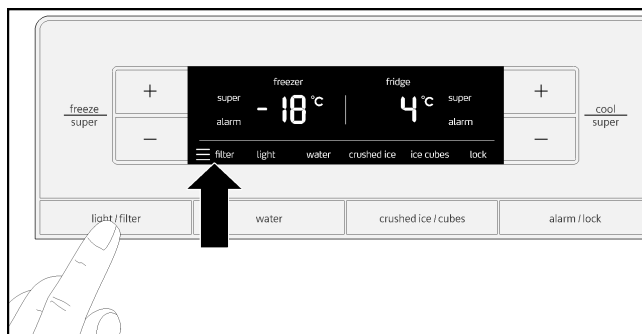 freezer
fridge
super
-18 °C
4 °C
super
alarm
alarm
filter light water crushed ice ice cubes lock
freeze
super
+
−
+
−
cool
super
light / filter
water
crushed ice / cubes
alarm / lock